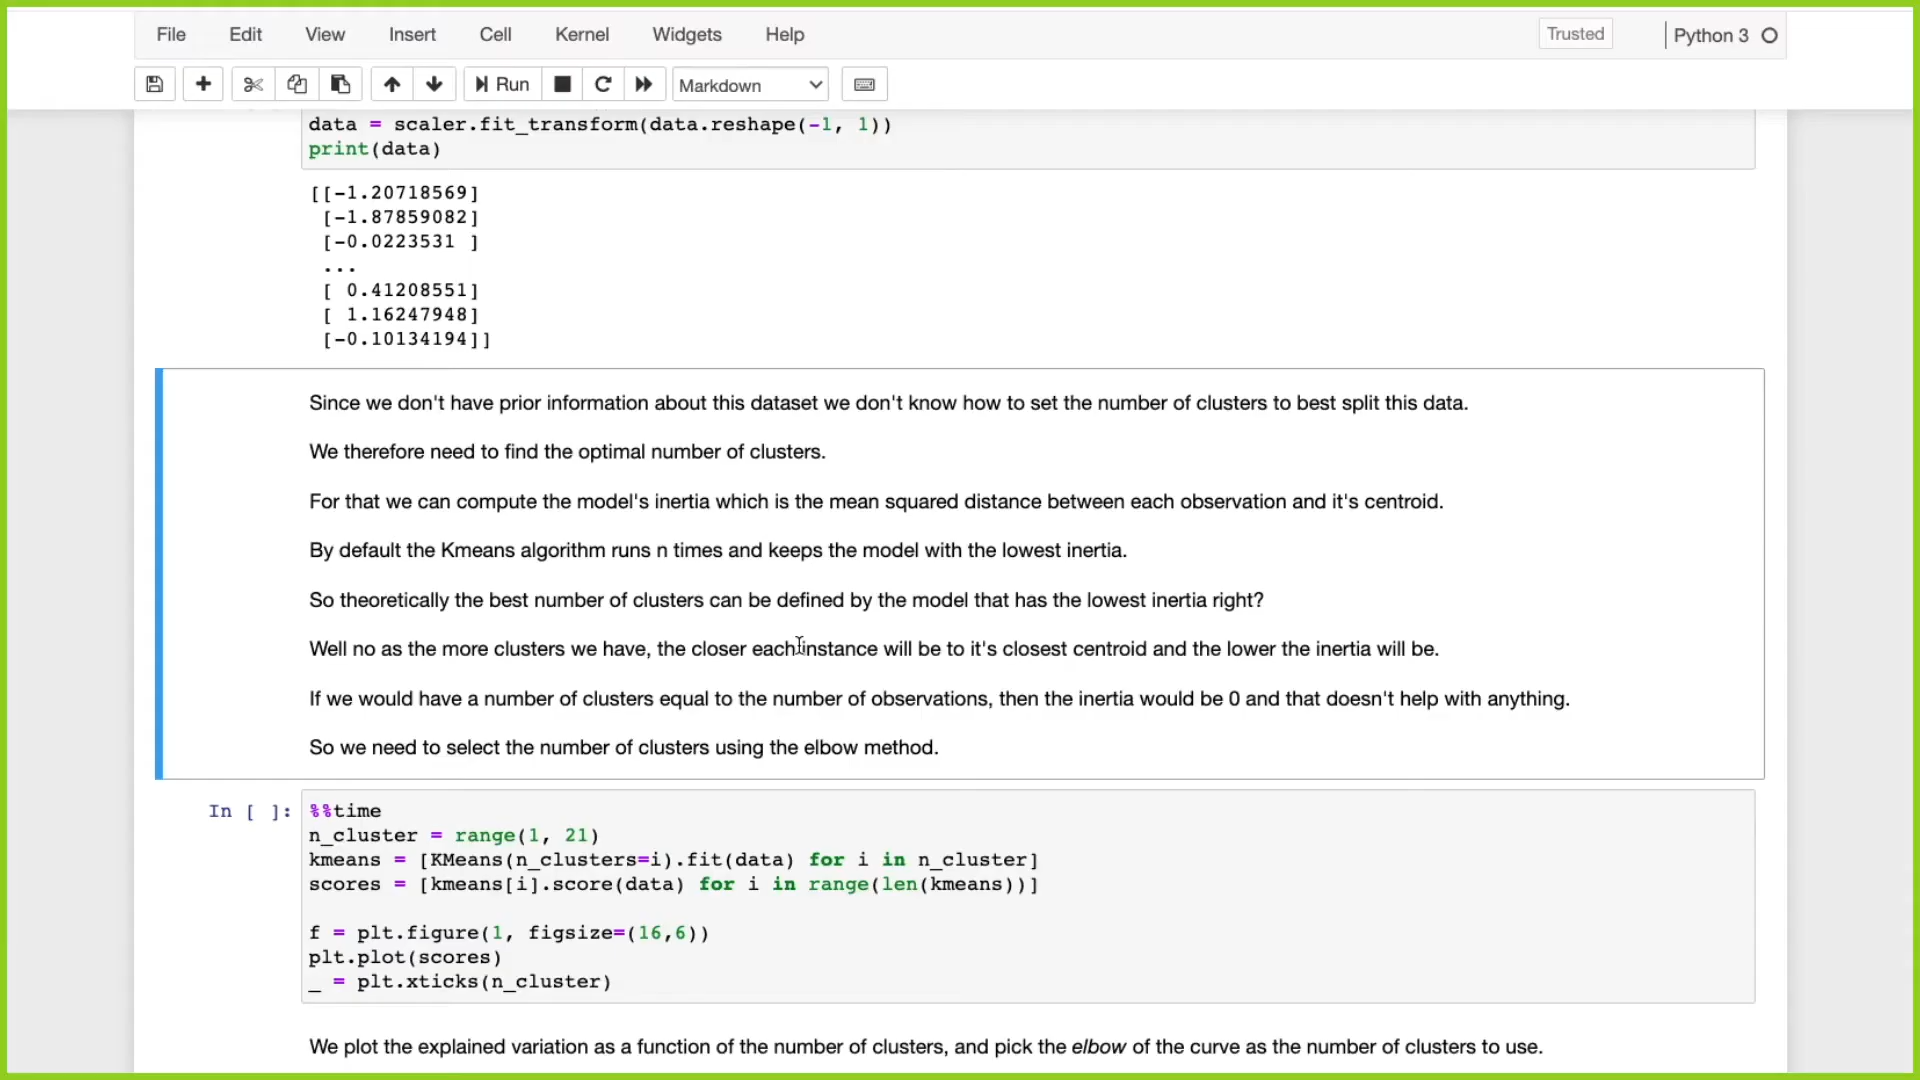 File Edit View Insert Cell Kernel Widgets Help Trusted Python 3
Run Markdown
data = scaler.fit_transform(data.reshape(-1, 1))
print(data)
[[-1.20718569]
[-1.87859082]
[-0.0223531 ]
...
[ 0.41208551]
[ 1.16247948]
[-0.10134194]]
Since we don't have prior information about this dataset we don't know how to set the number of clusters to best split this data.
We therefore need to find the optimal number of clusters.
For that we can compute the model's inertia which is the mean squared distance between each observation and it's centroid.
By default the Kmeans algorithm runs n times and keeps the model with the lowest inertia.
So theoretically the best number of clusters can be defined by the model that has the lowest inertia right?
Well no as the more clusters we have, the closer each instance will be to it's closest centroid and the lower the inertia will be.
If we would have a number of clusters equal to the number of observations, then the inertia would be 0 and that doesn't help with anything.
So we need to select the number of clusters using the elbow method.
In [ ]: %%time
n_cluster = range(1, 21)
kmeans = [KMeans(n_clusters=i).fit(data) for i in n_cluster]
scores = [kmeans[i].score(data) for i in range(len(kmeans))]
f = plt.figure(1, figsize=(16,6))
plt.plot(scores)
_ = plt.xticks(n_cluster)
We plot the explained variation as a function of the number of clusters, and pick the elbow of the curve as the number of clusters to use.